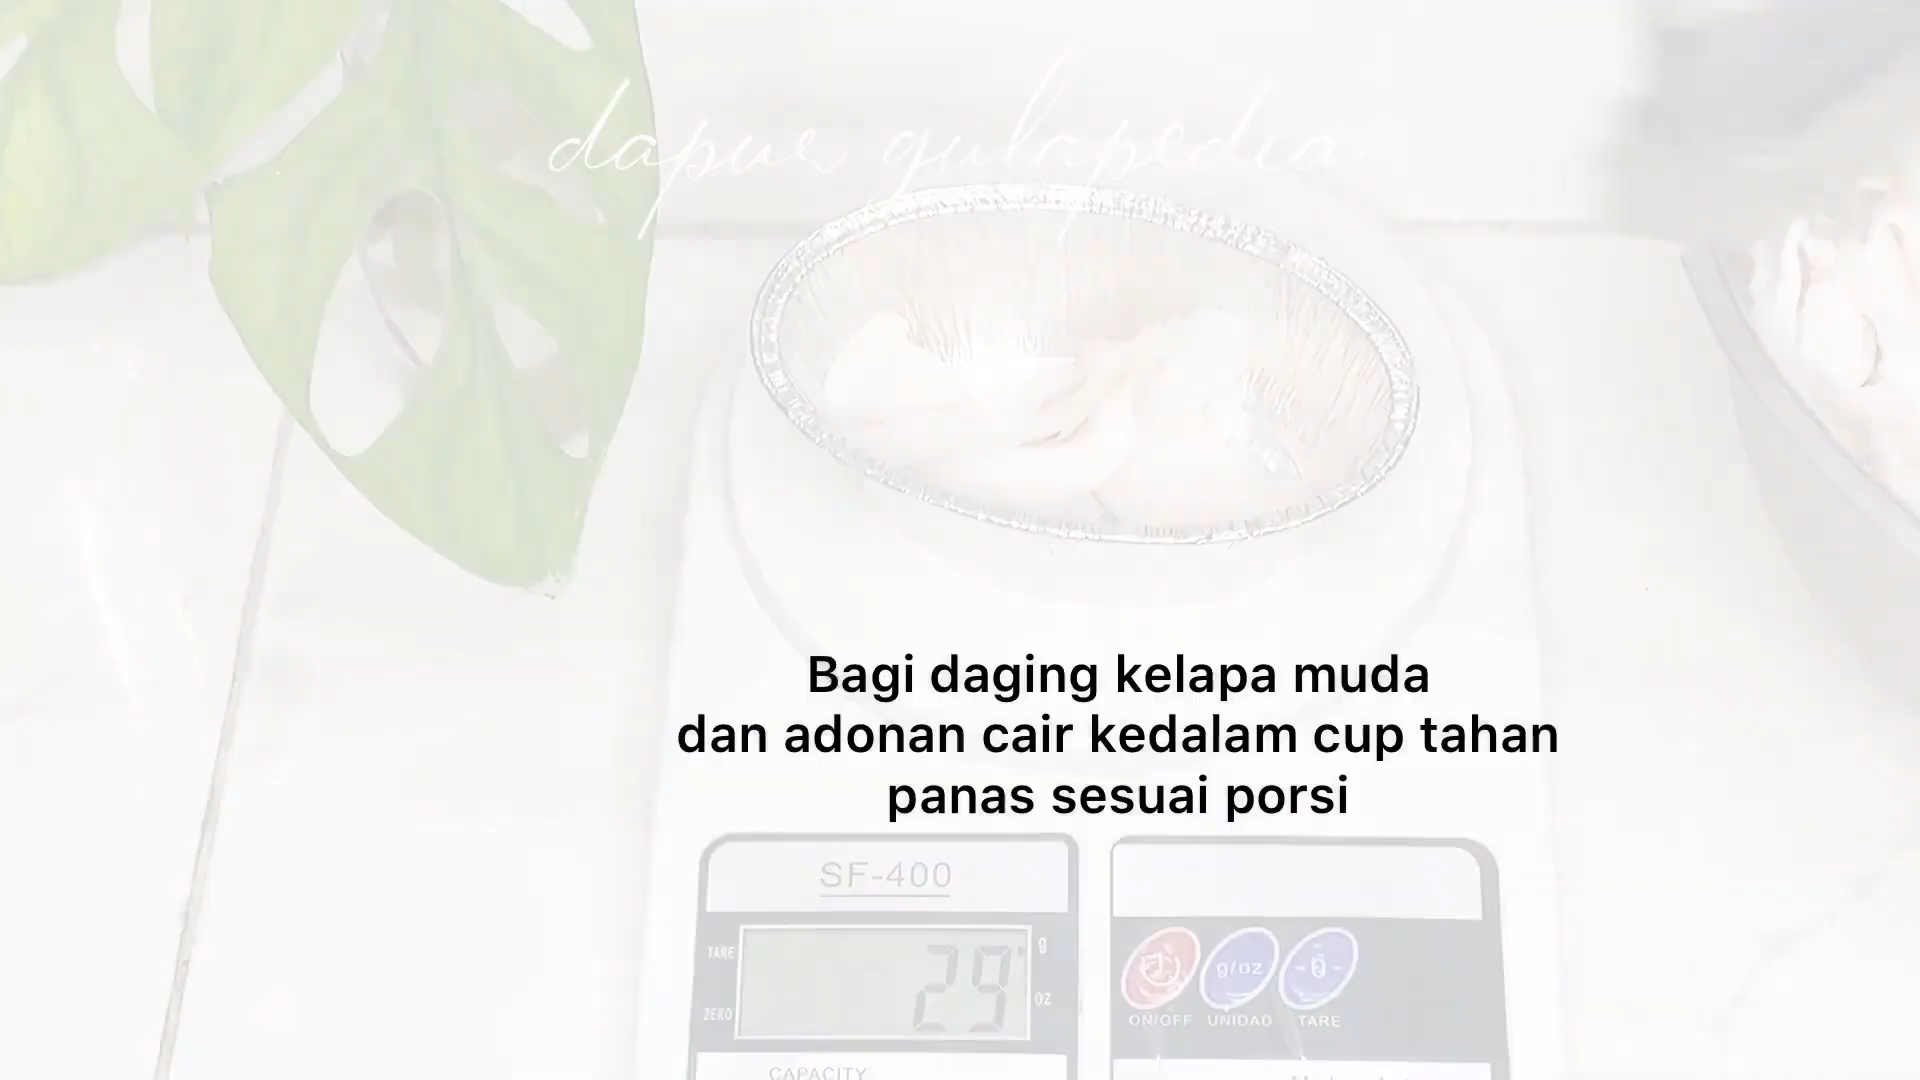 dapur gulapedia
Bagi daging kelapa muda
dan adonan cair kedalam cup tahan
panas sesuai porsi
SF-400
TARE
29
g
oz
ZERO
g/oz
-0-
ON/OFF UNIDAD TARE
CAPACITY